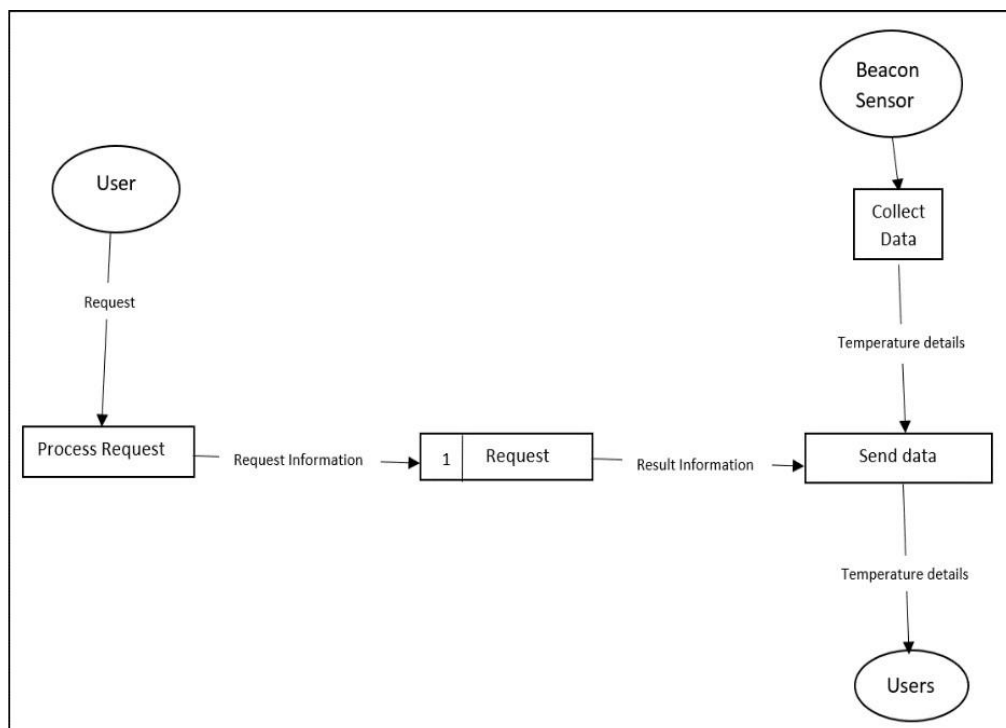 Beacon
Sensor
User
Collect
Data
Request
Temperature details
Process Request
Request Information
1
Request
Result Information
Send data
Temperature details
Users